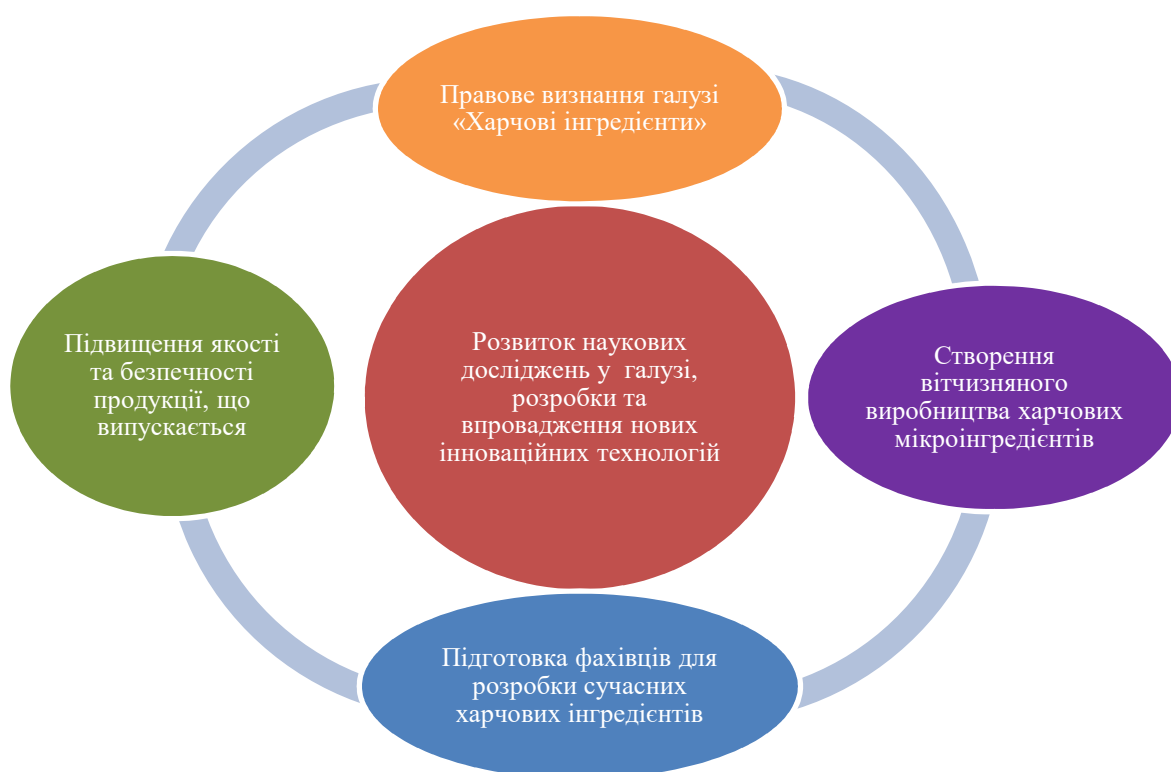 Правове визнання галузі
«Харчові інгредієнти»
Підвищення якості
та безпечності
продукції, що
випускається
Розвиток наукових
досліджень у галузі,
розробки та
впровадження нових
інноваційних технологій
Створення
вітчизняного
виробництва харчових
мікроінгредієнтів
Підготовка фахівців для
розробки сучасних
харчових інгредієнтів